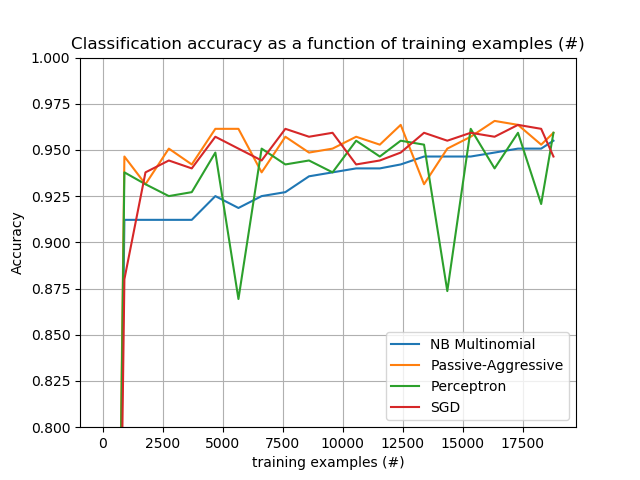 Classification accuracy as a function of training examples (#)
1.000
0.975
0.950
0.925
0.900
0.875
0.850
0.825
0.800
Accuracy
NB Multinomial
Passive-Aggressive
Perceptron
SGD
0 2500 5000 7500 10000 12500 15000 17500
training examples (#)